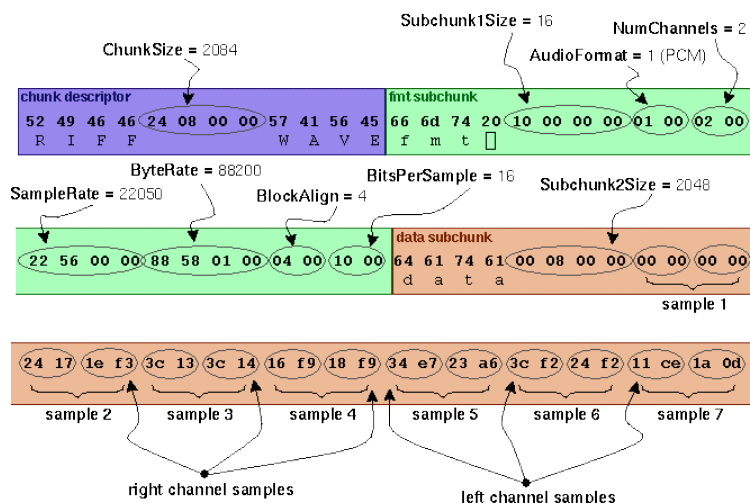 Subchunk1Size = 16
NumChannels = 2
ChunkSize = 2084
AudioFormat = 1 (PCM)
chunk descriptor
fmt subchunk
52 49 46 46 24 08 00 00 57 41 56 45 66 6d 74 20 10 00 00 00 01 00 02 00
R I F F W A V E f m t
ByteRate = 88200
BitsPerSample = 16
SampleRate = 22050
BlockAlign = 4
Subchunk2Size = 2048
data subchunk
22 56 00 00 88 58 01 00 04 00 10 00 64 61 74 61 00 08 00 00 00 00 00 00
d a t a
sample 1
24 17 1e f3 3c 13 3c 14 16 f9 18 f9 34 e7 23 a6 3c f2 24 f2 11 ce 1a 0d
sample 2 sample 3 sample 4 sample 5 sample 6 sample 7
right channel samples
left channel samples